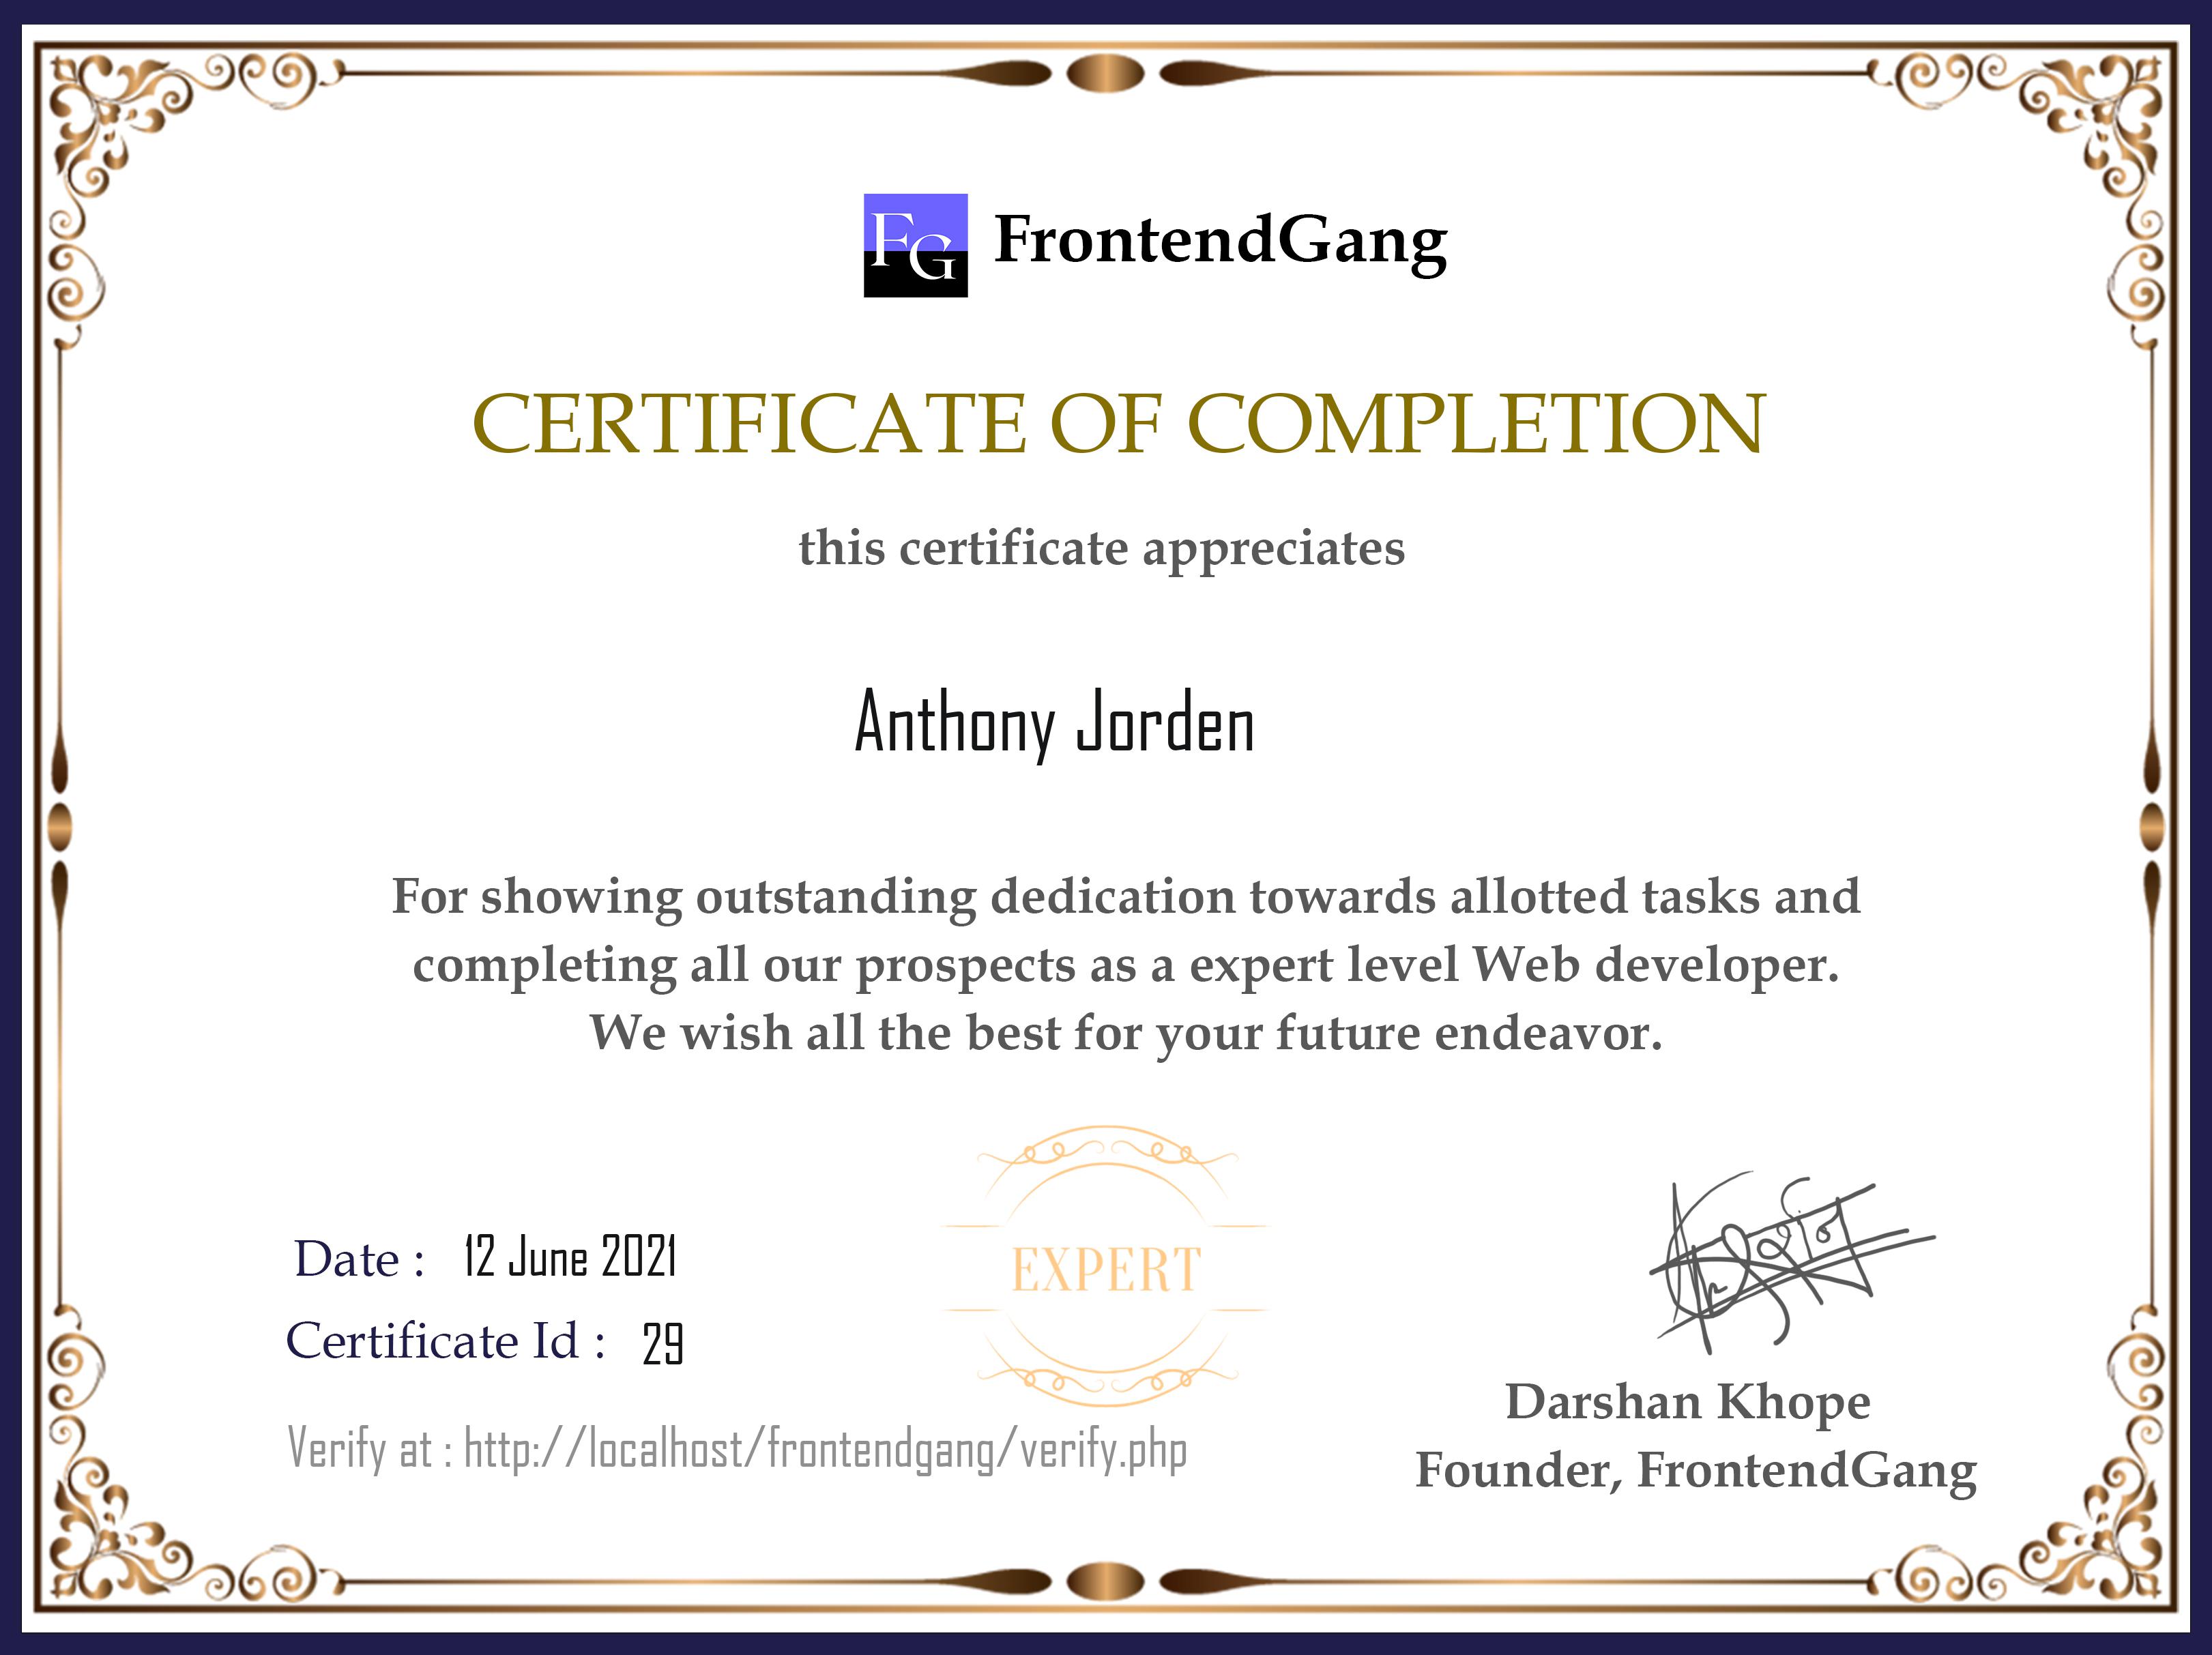 FG FrontendGang
CERTIFICATE OF COMPLETION
this certificate appreciates
Anthony Jorden
For showing outstanding dedication towards allotted tasks and
completing all our prospects as a expert level Web developer.
We wish all the best for your future endeavor.
EXPERT
Date : 12 June 2021
Certificate Id : 29
Verify at : http://localhost/frontendgang/verify.php
Darshan Khope
Founder, FrontendGang